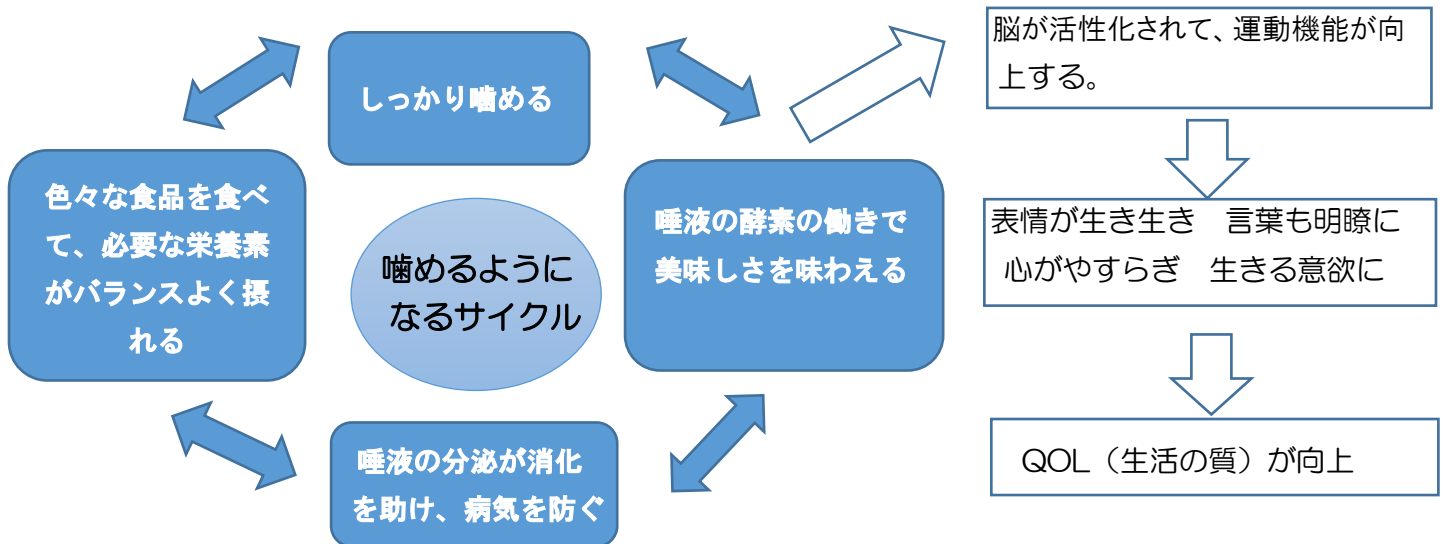 しっかり噛める
色々な食品を食べ
て、必要な栄養素
がバランスよく摂
れる
噛めるように
なるサイクル
唾液の酵素の働きで
美味しさを味わえる
唾液の分泌が消化
を助け、病気を防ぐ
脳が活性化されて、運動機能が向
上する。
表情が生き生き　言葉も明瞭に
心がやすらぎ　生きる意欲に
QOL（生活の質）が向上